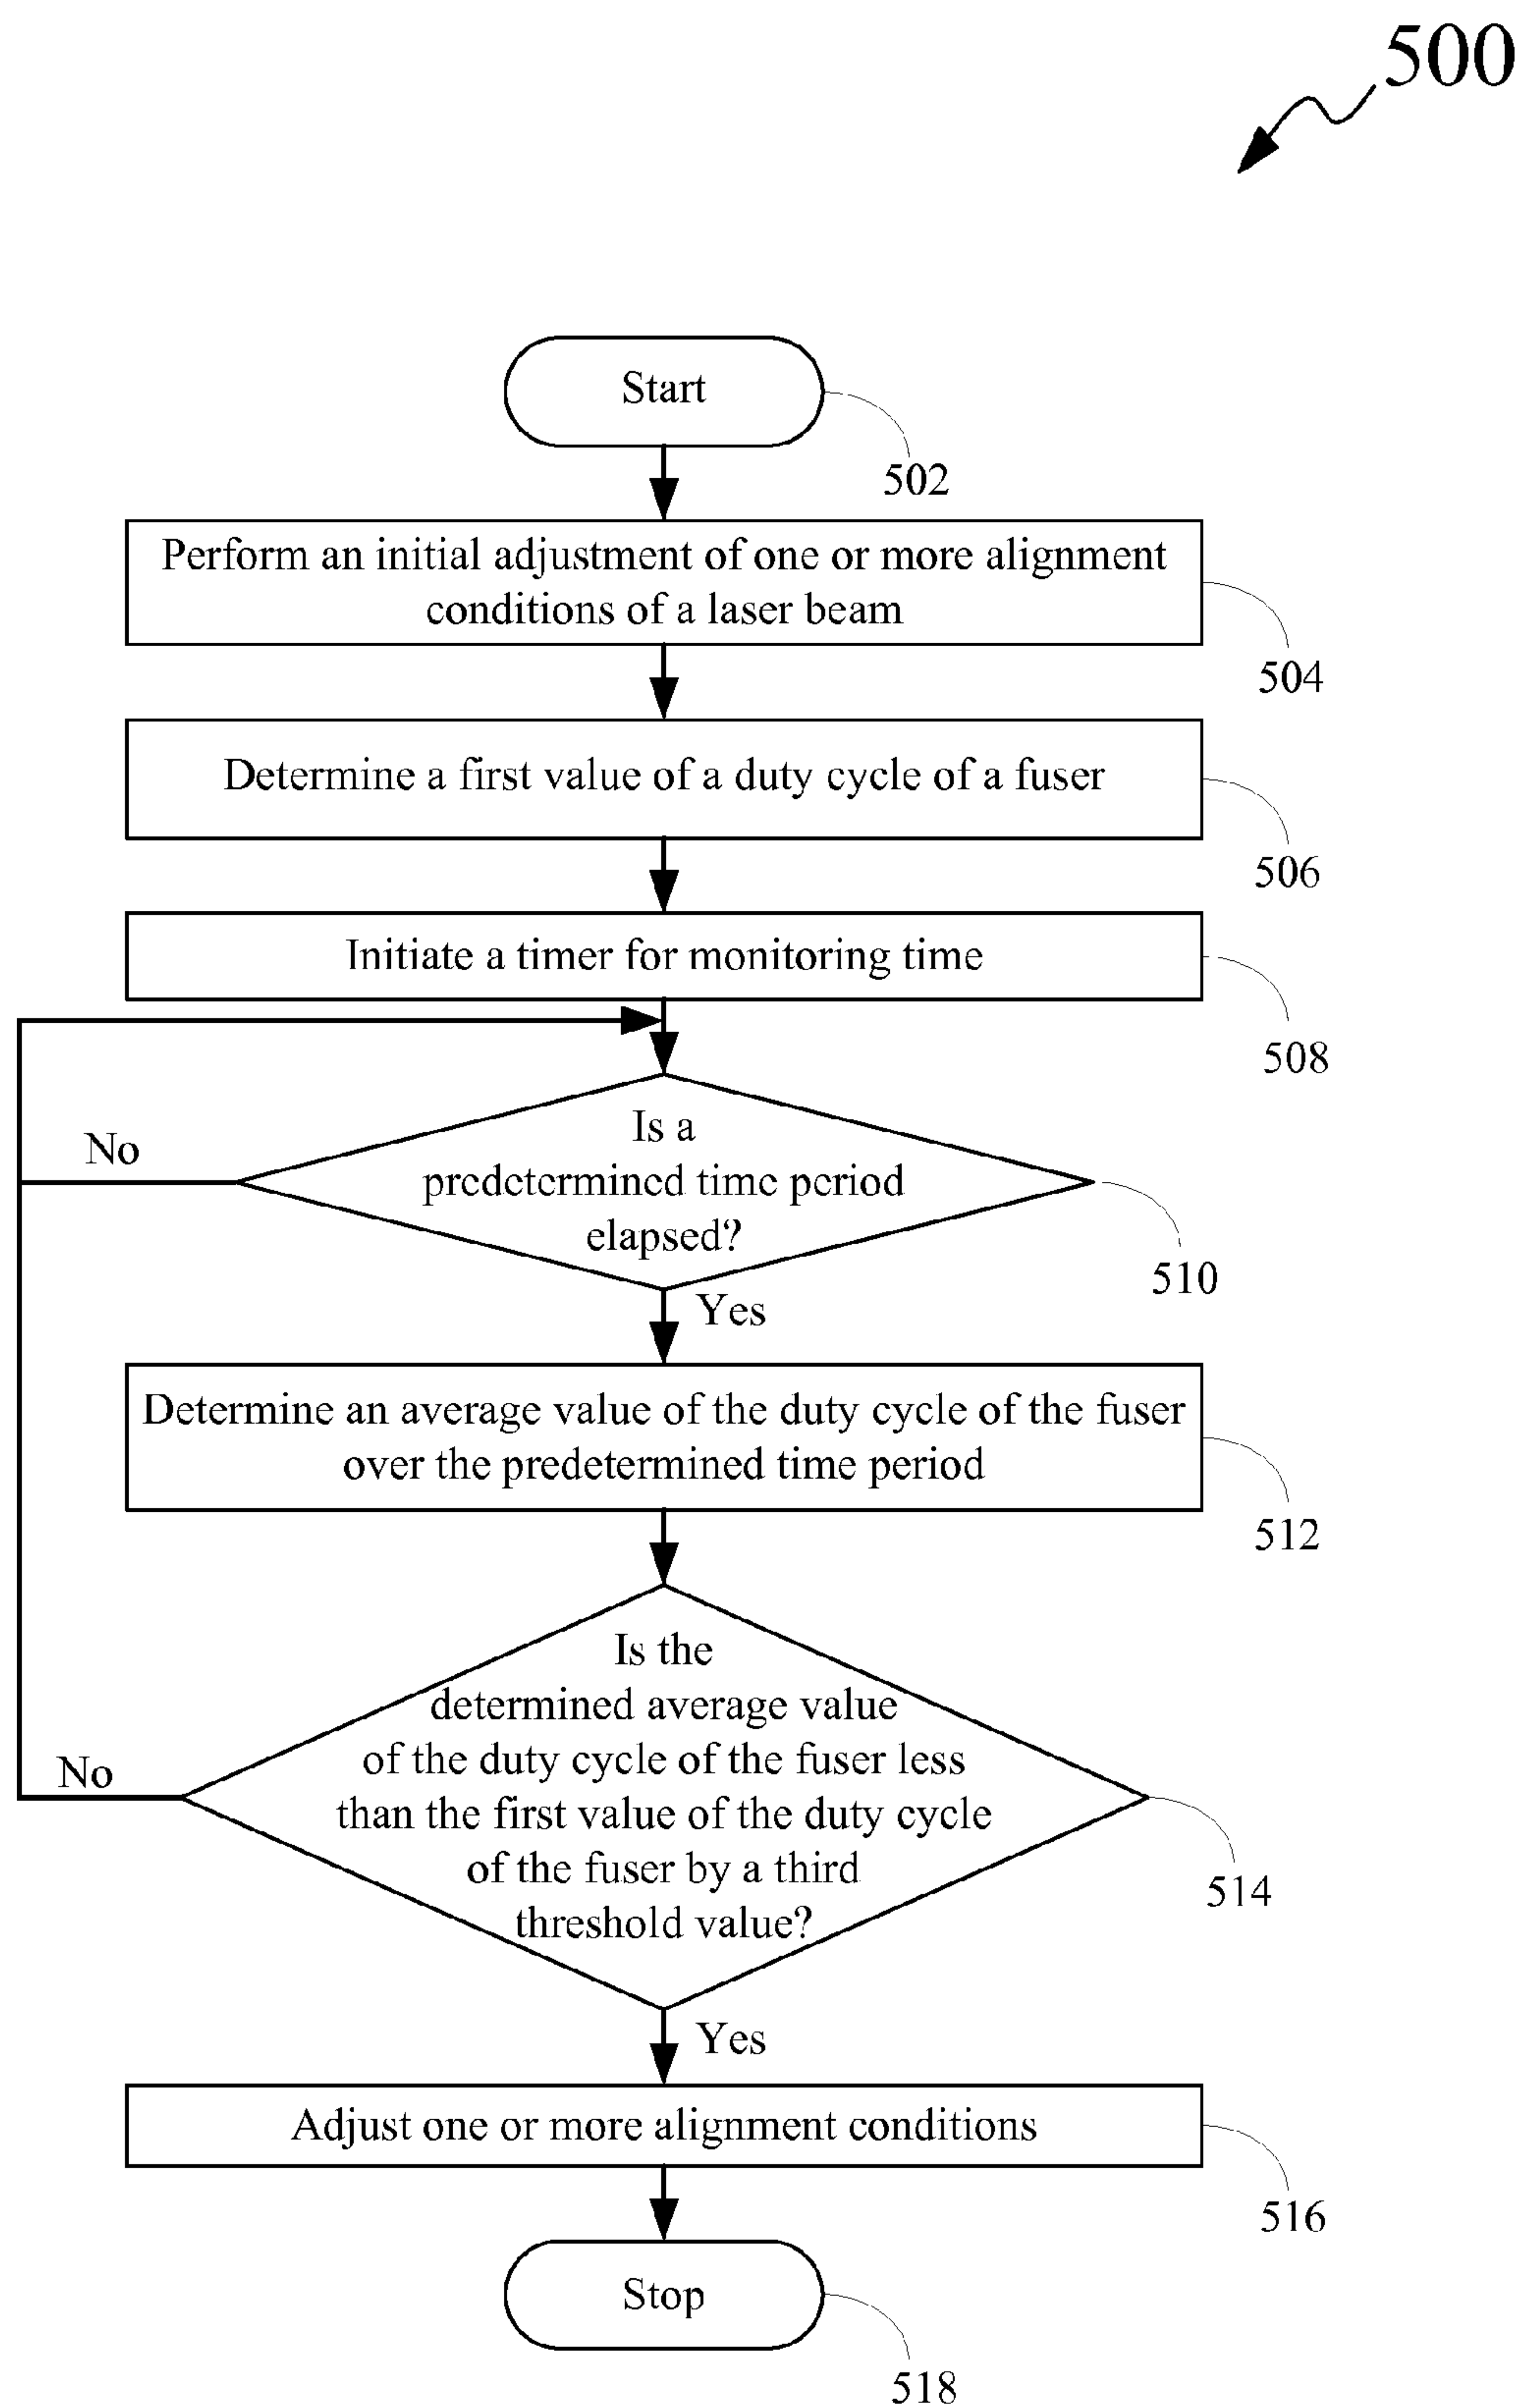 500
Start
502
Perform an initial adjustment of one or more alignment
conditions of a laser beam
504
Determine a first value of a duty cycle of a fuser
506
Initiate a timer for monitoring time
508
Is a
predetermined time period
elapsed?
No
510
Yes
Determine an average value of the duty cycle of the fuser
over the predetermined time period
512
Is the
determined average value
of the duty cycle of the fuser less
than the first value of the duty cycle
of the fuser by a third
threshold value?
No
514
Yes
Adjust one or more alignment conditions
516
Stop
518